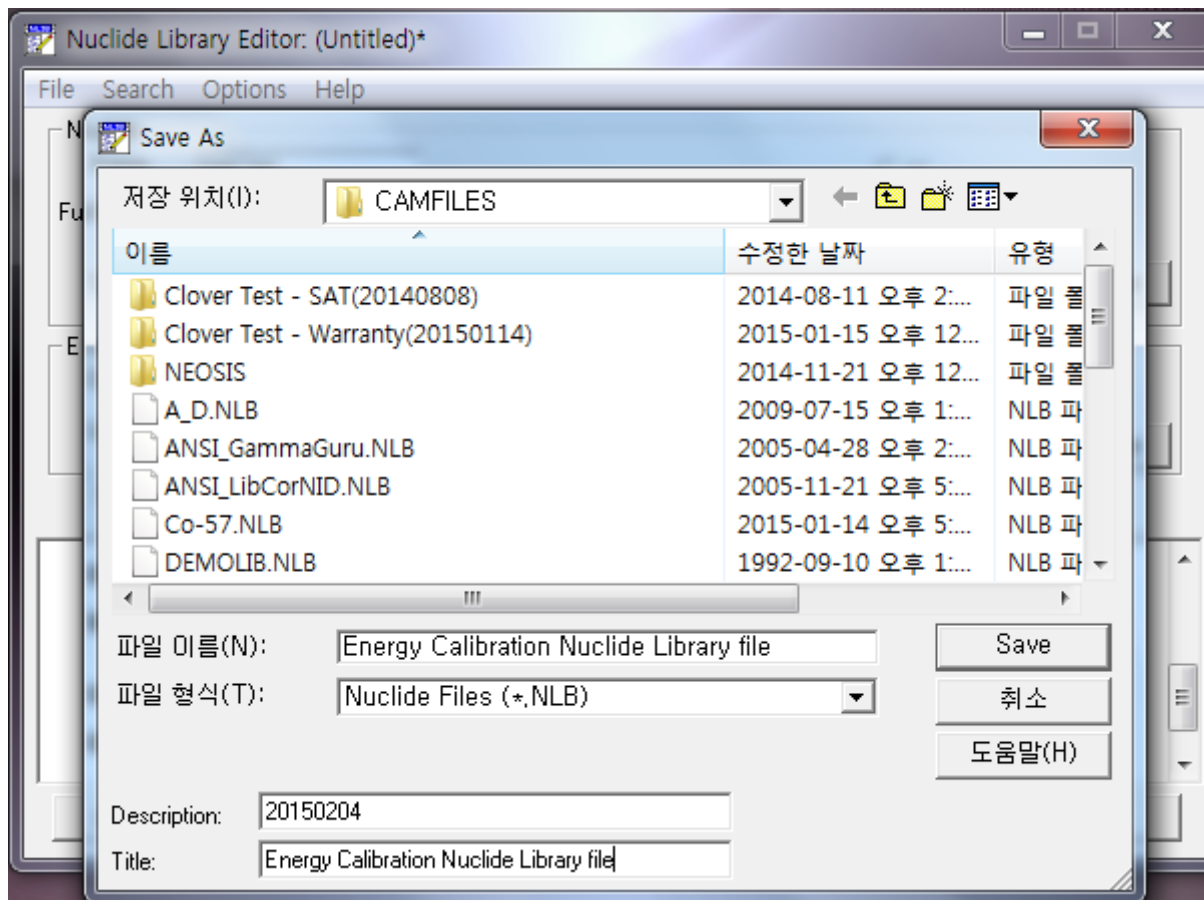 Nuclide Library Editor: (Untitled)*
File Search Options Help
N
Save As
저장 위치(I): CAMFILES
Fu
이름 수정한 날짜 유형
Clover Test - SAT(20140808) 2014-08-11 오후 2:... 파일 폴
Clover Test - Warranty(20150114) 2015-01-15 오후 12... 파일 폴
E
NEOSIS 2014-11-21 오후 12... 파일 폴
A_D.NLB 2009-07-15 오후 1:... NLB 파
ANSI_GammaGuru.NLB 2005-04-28 오후 2:... NLB 파
ANSI_LibCorNID.NLB 2005-11-21 오후 5:... NLB 파
Co-57.NLB 2015-01-14 오후 5:... NLB 파
DEMOLIB.NLB 1992-09-10 오후 1:... NLB 파
파일 이름(N): Energy Calibration Nuclide Library file Save
파일 형식(T): Nuclide Files (*,NLB) 취소
도움말(H)
Description: 20150204
Title: Energy Calibration Nuclide Library file